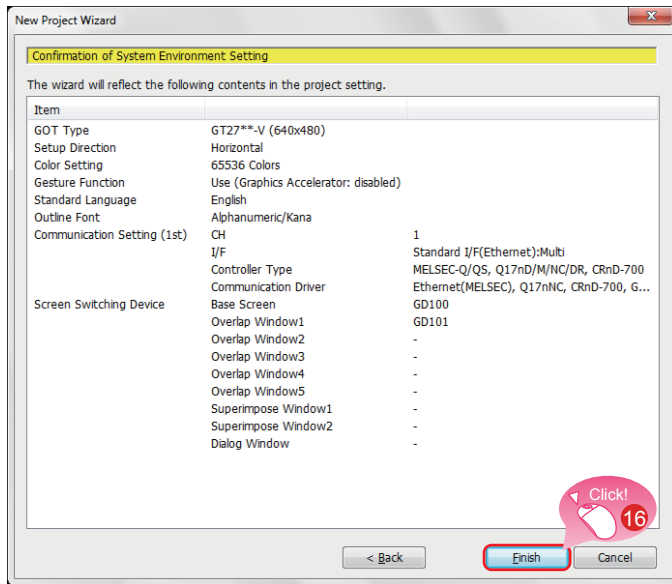 New Project Wizard
Confirmation of System Environment Setting
The wizard will reflect the following contents in the project setting.
Item
GOT Type GT27**-V (640x480)
Setup Direction Horizontal
Color Setting 65536 Colors
Gesture Function Use (Graphics Accelerator: disabled)
Standard Language English
Outline Font Alphanumeric/Kana
Communication Setting (1st) CH 1
I/F Standard I/F(Ethernet):Multi
Controller Type MELSEC-Q/QS, Q17nD/M/NC/DR, CRnD-700
Communication Driver Ethernet(MELSEC), Q17nNC, CRnD-700, G...
Screen Switching Device Base Screen GD100
Overlap Window1 GD101
Overlap Window2 -
Overlap Window3 -
Overlap Window4 -
Overlap Window5 -
Superimpose Window1 -
Superimpose Window2 -
Dialog Window -
Click!
16
< Back Finish Cancel